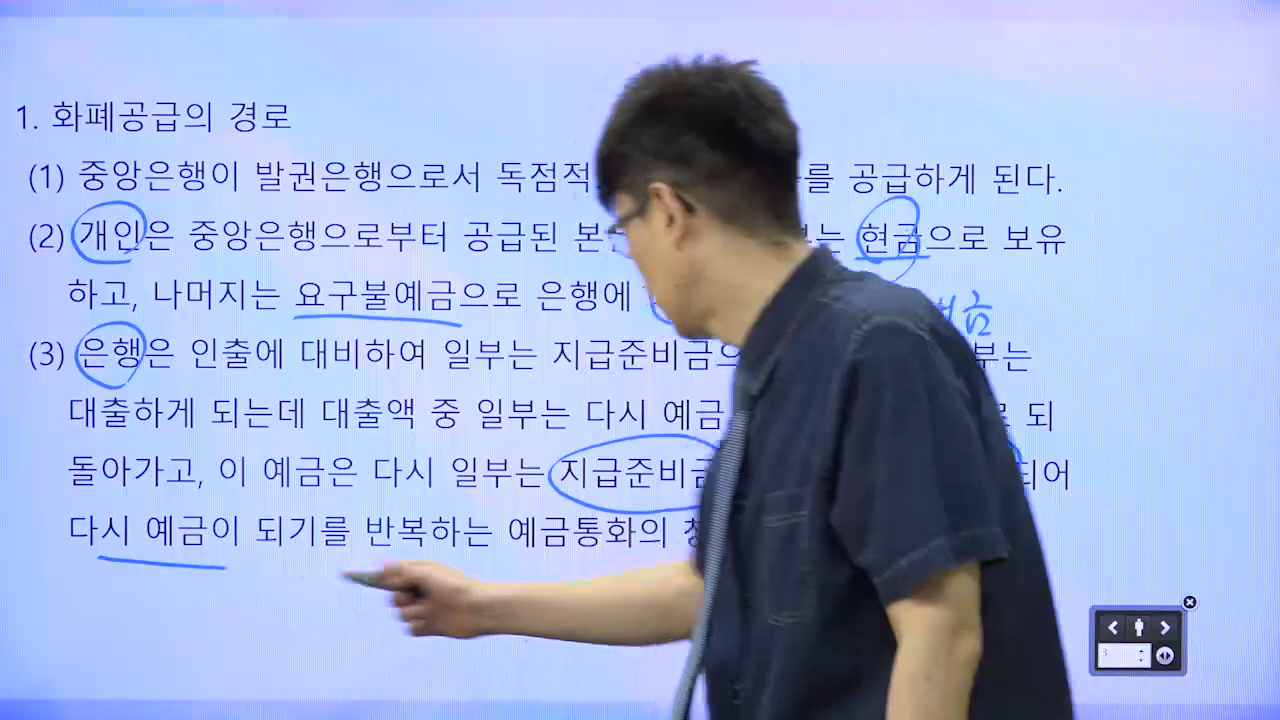 1. 화폐공급의 경로
(1) 중앙은행이 발권은행으로서 독점적 공급하게 된다.
(2) 개인은 중앙은행으로부터 공급된 현금으로 보유
하고, 나머지는 요구불예금으로 은행에
(3) 은행은 인출에 대비하여 일부는 지급준비금으
대출하게 되는데 대출액 중 일부는 다시 예금 되
돌아가고, 이 예금은 다시 일부는 지급준비금 되어
다시 예금이 되기를 반복하는 예금통화의
3